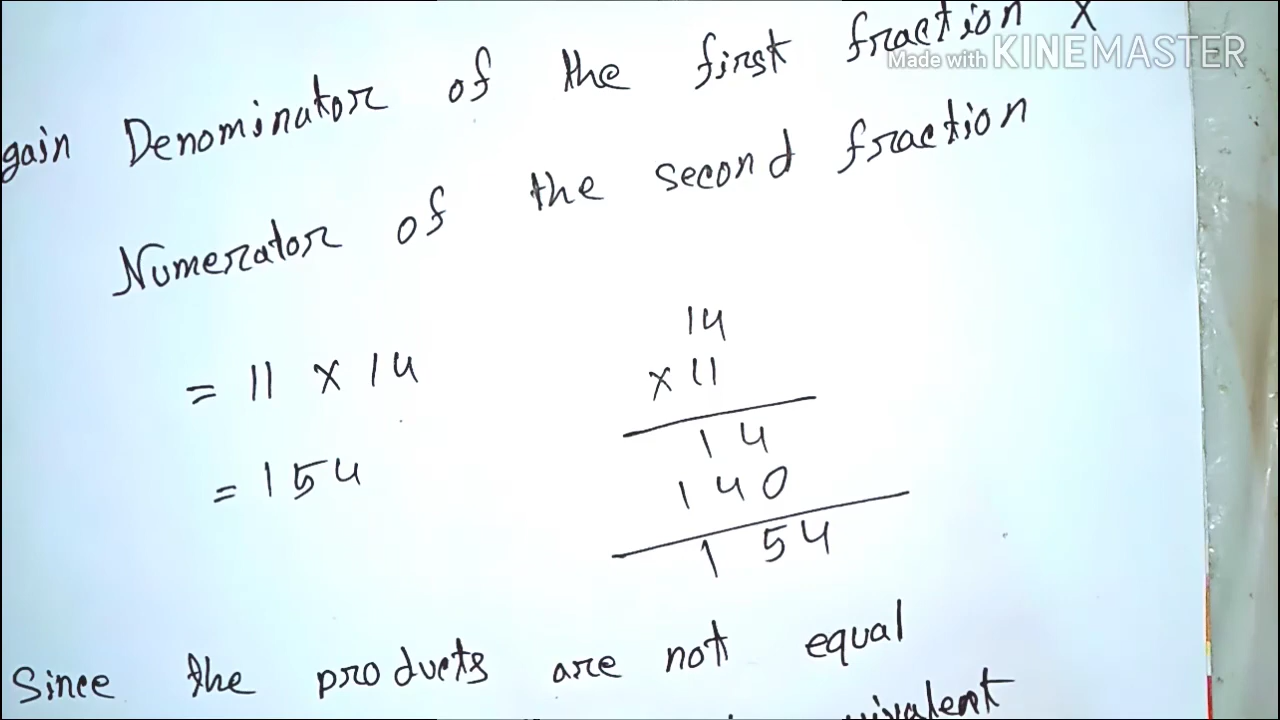 gain Denominator of the first fraction X
Made with KINEMASTER
Numerator of the second fraction
= 11 x 14
= 154
14
x 11
14
140
154
Since the products are not equal